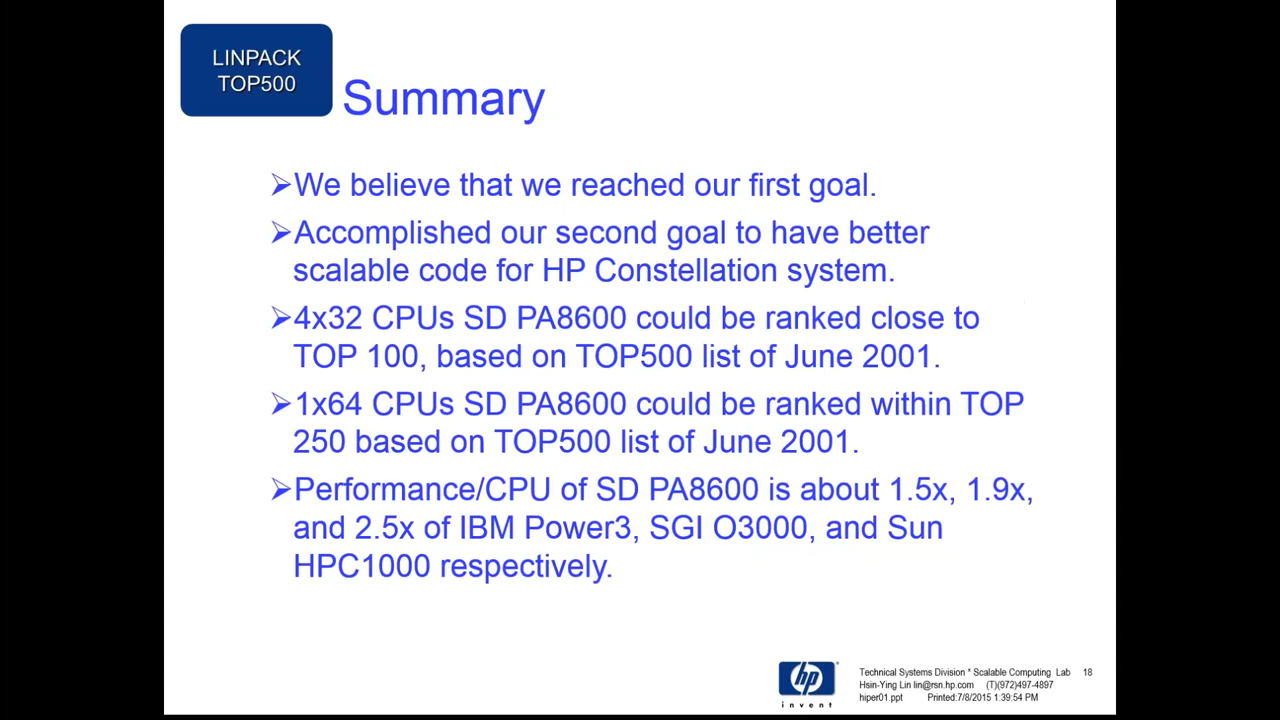 LINPACK
TOP500
Summary
➢We believe that we reached our first goal.
➢Accomplished our second goal to have better
scalable code for HP Constellation system.
➢4x32 CPUs SD PA8600 could be ranked close to
TOP 100, based on TOP500 list of June 2001.
➢1x64 CPUs SD PA8600 could be ranked within TOP
250 based on TOP500 list of June 2001.
➢Performance/CPU of SD PA8600 is about 1.5x, 1.9x,
and 2.5x of IBM Power3, SGI O3000, and Sun
HPC1000 respectively.
hp
invent
Technical Systems Division * Scalable Computing Lab 18
Hsin-Ying Lin lin@rsn.hp.com (T)(972)497-4897
hiper01.ppt Printed:7/8/2015 1:39:54 PM